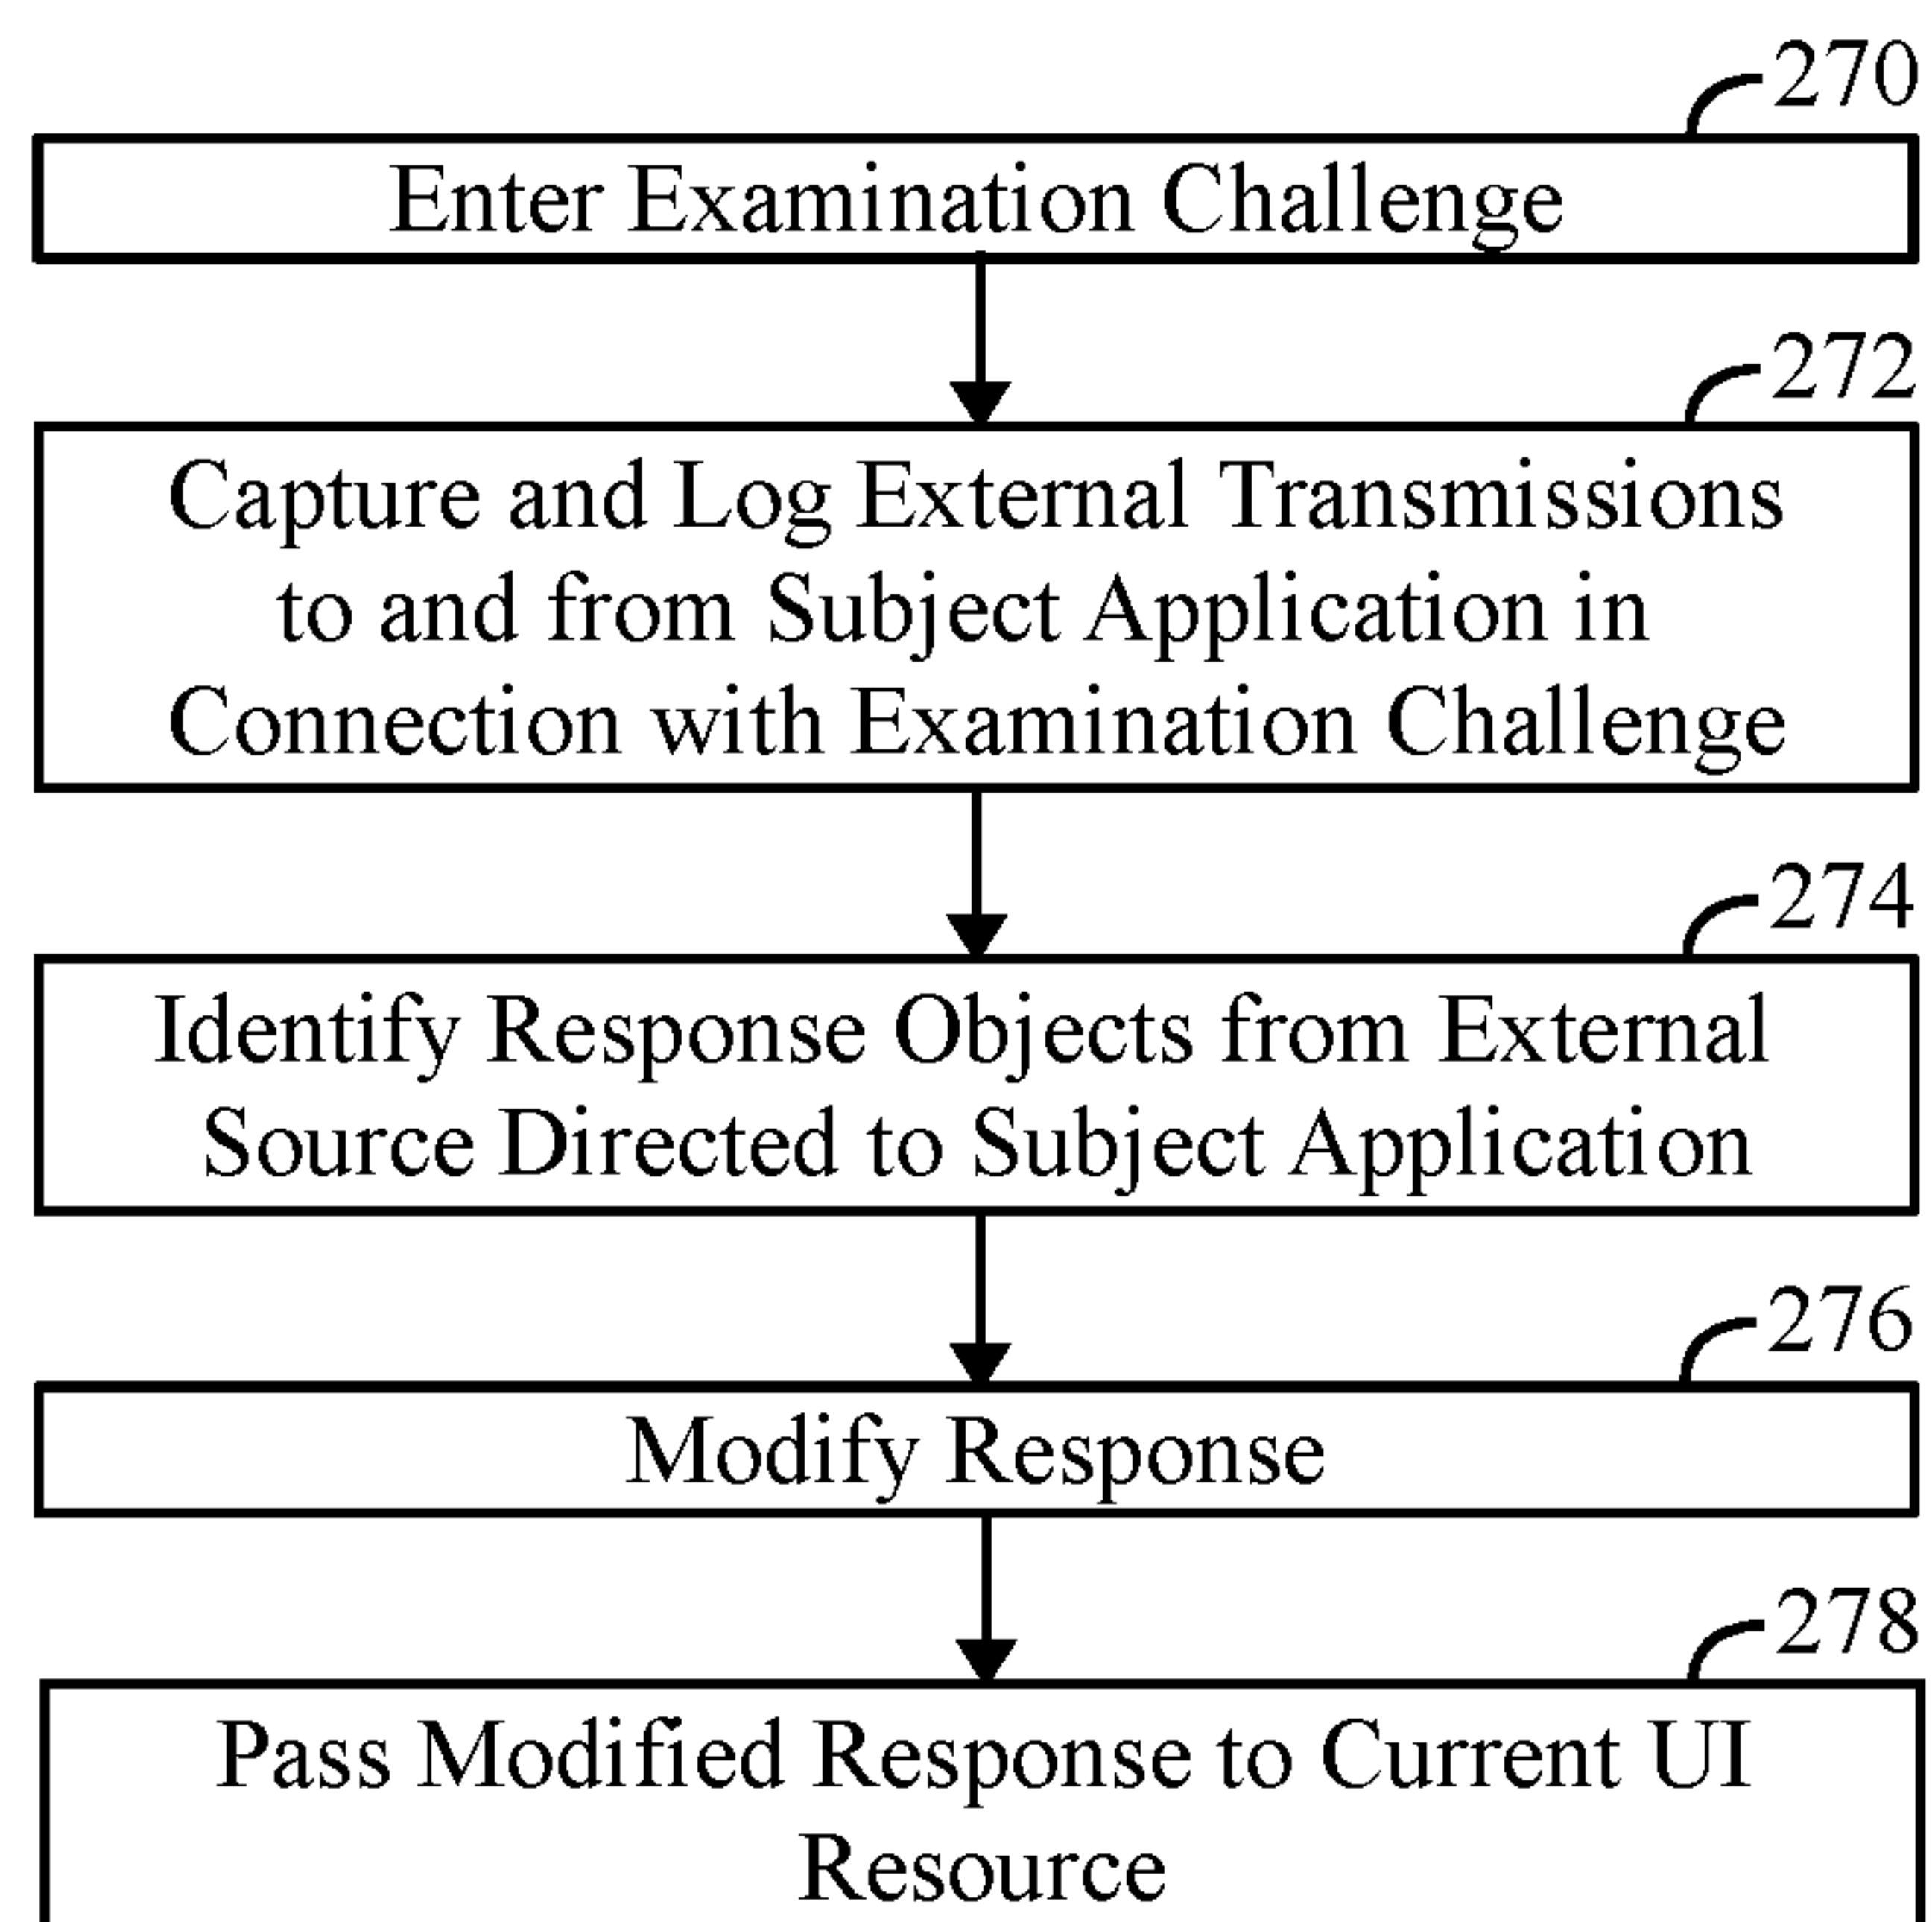 270
Enter Examination Challenge
272
Capture and Log External Transmissions
to and from Subject Application in
Connection with Examination Challenge
274
Identify Response Objects from External
Source Directed to Subject Application
276
Modify Response
278
Pass Modified Response to Current UI
Resource